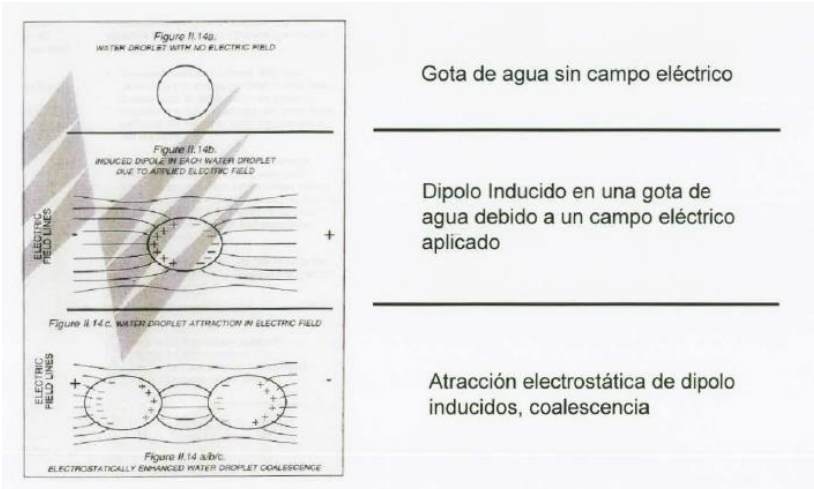 Figure II.14a.
WATER DROPLET WITH NO ELECTRIC FIELD
Gota de agua sin campo eléctrico
Figure II.14b.
INDUCED DIPOLE IN EACH WATER DROPLET
DUE TO APPLIED ELECTRIC FIELD
ELECTRIC
FIELD LINES
-
+
Dipolo Inducido en una gota de
agua debido a un campo eléctrico
aplicado
Figure II.14c. WATER DROPLET ATTRACTION IN ELECTRIC FIELD
ELECTRIC
FIELD LINES
+
-
Atracción electrostática de dipolo
inducidos, coalescencia
Figure II.14 a/b/c.
ELECTROSTATICALLY ENHANCED WATER DROPLET COALESCENCE